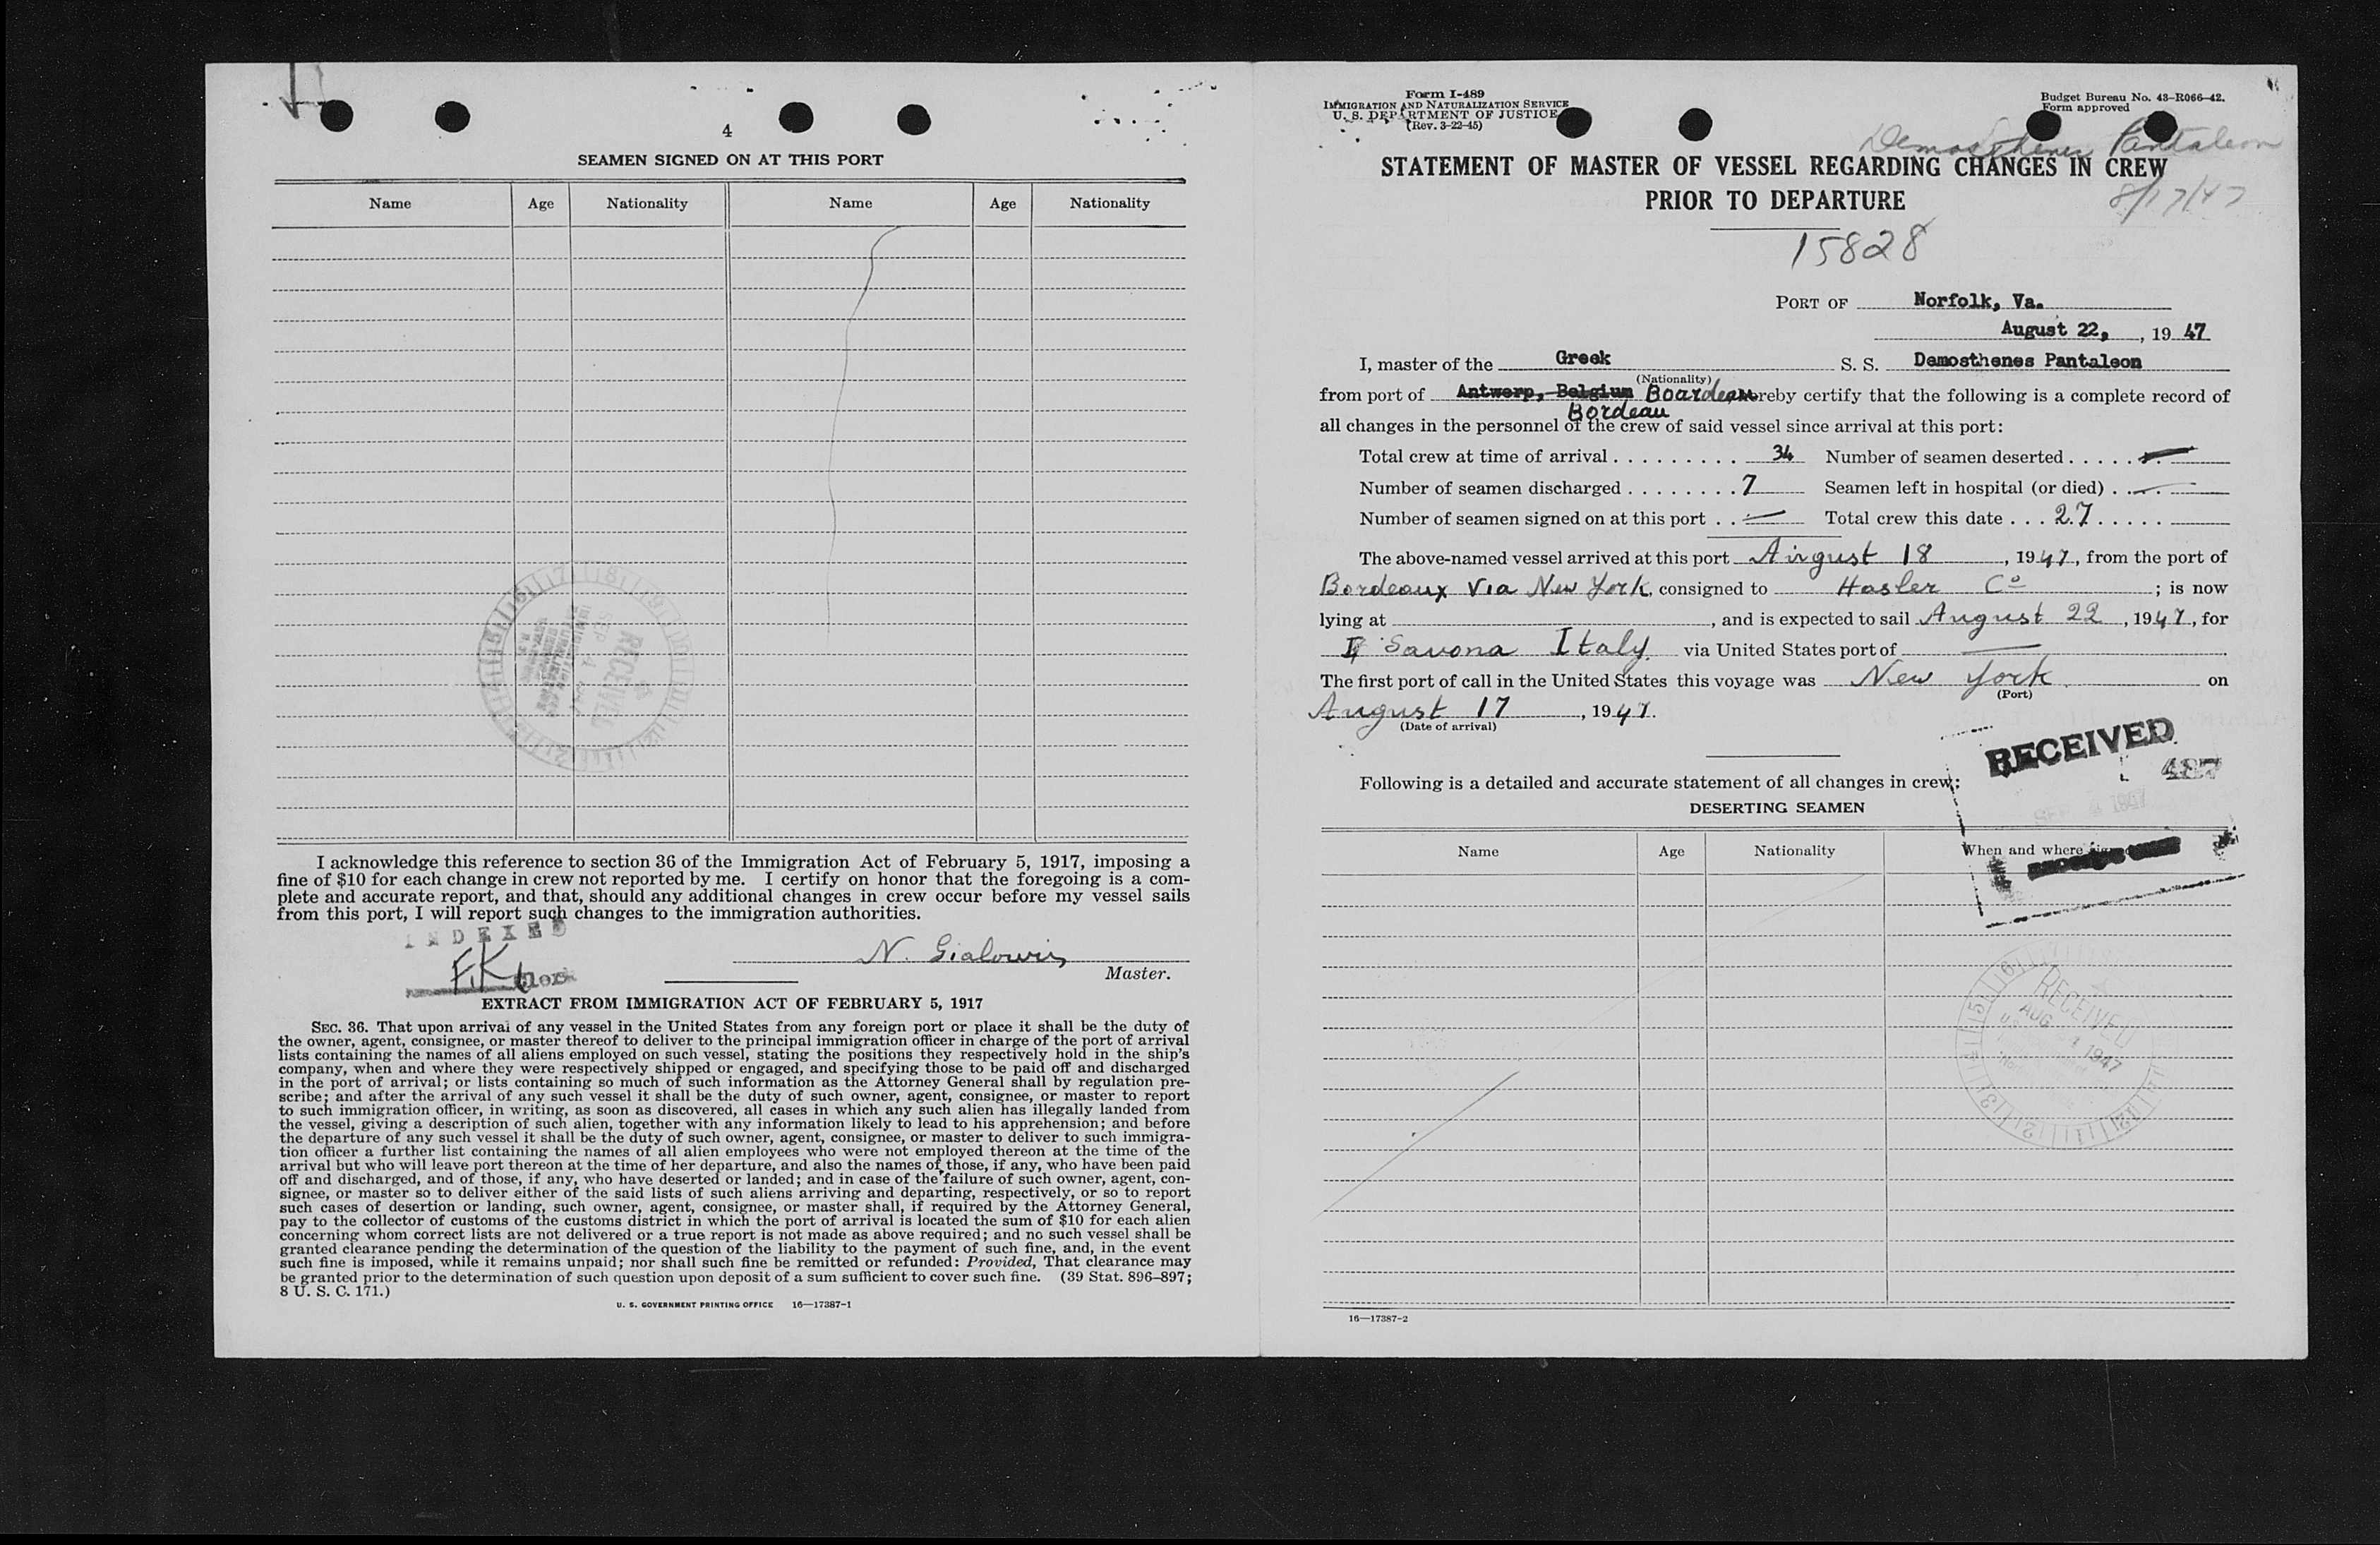 4
SEAMEN SIGNED ON AT THIS PORT
Name Age Nationality Name Age Nationality
RECEIVED
SEP 4
I acknowledge this reference to section 36 of the Immigration Act of February 5, 1917, imposing a
fine of $10 for each change in crew not reported by me. I certify on honor that the foregoing is a com-
plete and accurate report, and that, should any additional changes in crew occur before my vessel sails
from this port, I will report such changes to the immigration authorities.
INDEXED
F.K.
N.
Master.
EXTRACT FROM IMMIGRATION ACT OF FEBRUARY 5, 1917
SEC. 36. That upon arrival of any vessel in the United States from any foreign port or place it shall be the duty of
the owner, agent, consignee, or master thereof to deliver to the principal immigration officer in charge of the port of arrival
lists containing the names of all aliens employed on such vessel, stating the positions they respectively hold in the ship's
company, when and where they were respectively shipped or engaged, and specifying those to be paid off and discharged
in the port of arrival; or lists containing so much of such information as the Attorney General shall by regulation pre-
scribe; and after the arrival of any such vessel it shall be the duty of such owner, agent, consignee, or master to report
to such immigration officer, in writing, as soon as discovered, all cases in which any such alien has illegally landed from
the vessel, giving a description of such alien, together with any information likely to lead to his apprehension; and before
the departure of any such vessel it shall be the duty of such owner, agent, consignee, or master to deliver to such immigra-
tion officer a further list containing the names of all alien employees who were not employed thereon at the time of the
arrival but who will leave port thereon at the time of her departure, and also the names of those, if any, who have been paid
off and discharged, and of those, if any, who have deserted or landed; and in case of the failure of such owner, agent, con-
signee, or master so to deliver either of the said lists of such aliens arriving and departing, respectively, or so to report
such cases of desertion or landing, such owner, agent, consignee, or master shall, if required by the Attorney General,
pay to the collector of customs of the customs district in which the port of arrival is located the sum of $10 for each alien
concerning whom correct lists are not delivered or a true report is not made as above required; and no such vessel shall be
granted clearance pending the determination of the question of the liability to the payment of such fine, and, in the event
such fine is imposed, while it remains unpaid; nor shall such fine be remitted or refunded: Provided, That clearance may
be granted prior to the determination of such question upon deposit of a sum sufficient to cover such fine. (39 Stat. 896–897;
8 U. S. C. 171.)
U. S. GOVERNMENT PRINTING OFFICE 16—17387-1
Form I-489
IMMIGRATION AND NATURALIZATION SERVICE
U. S. DEPARTMENT OF JUSTICE
(Rev. 3-22-45)
Budget Bureau No. 43-R066-42.
Form approved
Demosthenes Pantaleon
STATEMENT OF MASTER OF VESSEL REGARDING CHANGES IN CREW
PRIOR TO DEPARTURE
8/17/47
15828
PORT OF Norfolk, Va.
August 22, , 19 47
I, master of the Greek S. S. Demosthenes Pantaleon
(Nationality)
from port of Antwerp, Belgium Boardeau reby certify that the following is a complete record of
Bordeau
all changes in the personnel of the crew of said vessel since arrival at this port:
Total crew at time of arrival . . . . . . . . . 34 Number of seamen deserted . . . . . —
Number of seamen discharged . . . . . . . . 7 Seamen left in hospital (or died) . . —
Number of seamen signed on at this port . . — Total crew this date . . . 27 . . . . .
The above-named vessel arrived at this port August 18 , 1947, from the port of
Bordeaux Via New York, consigned to Hasler Co ; is now
lying at , and is expected to sail August 22 , 1947, for
Savona Italy. via United States port of —
The first port of call in the United States this voyage was New York on
(Port)
August 17 , 1947.
(Date of arrival)
RECEIVED
487
SEP 1947
Following is a detailed and accurate statement of all changes in crew:
DESERTING SEAMEN
Name Age Nationality When and where
RECEIVED
AUG 1947
16—17387-2